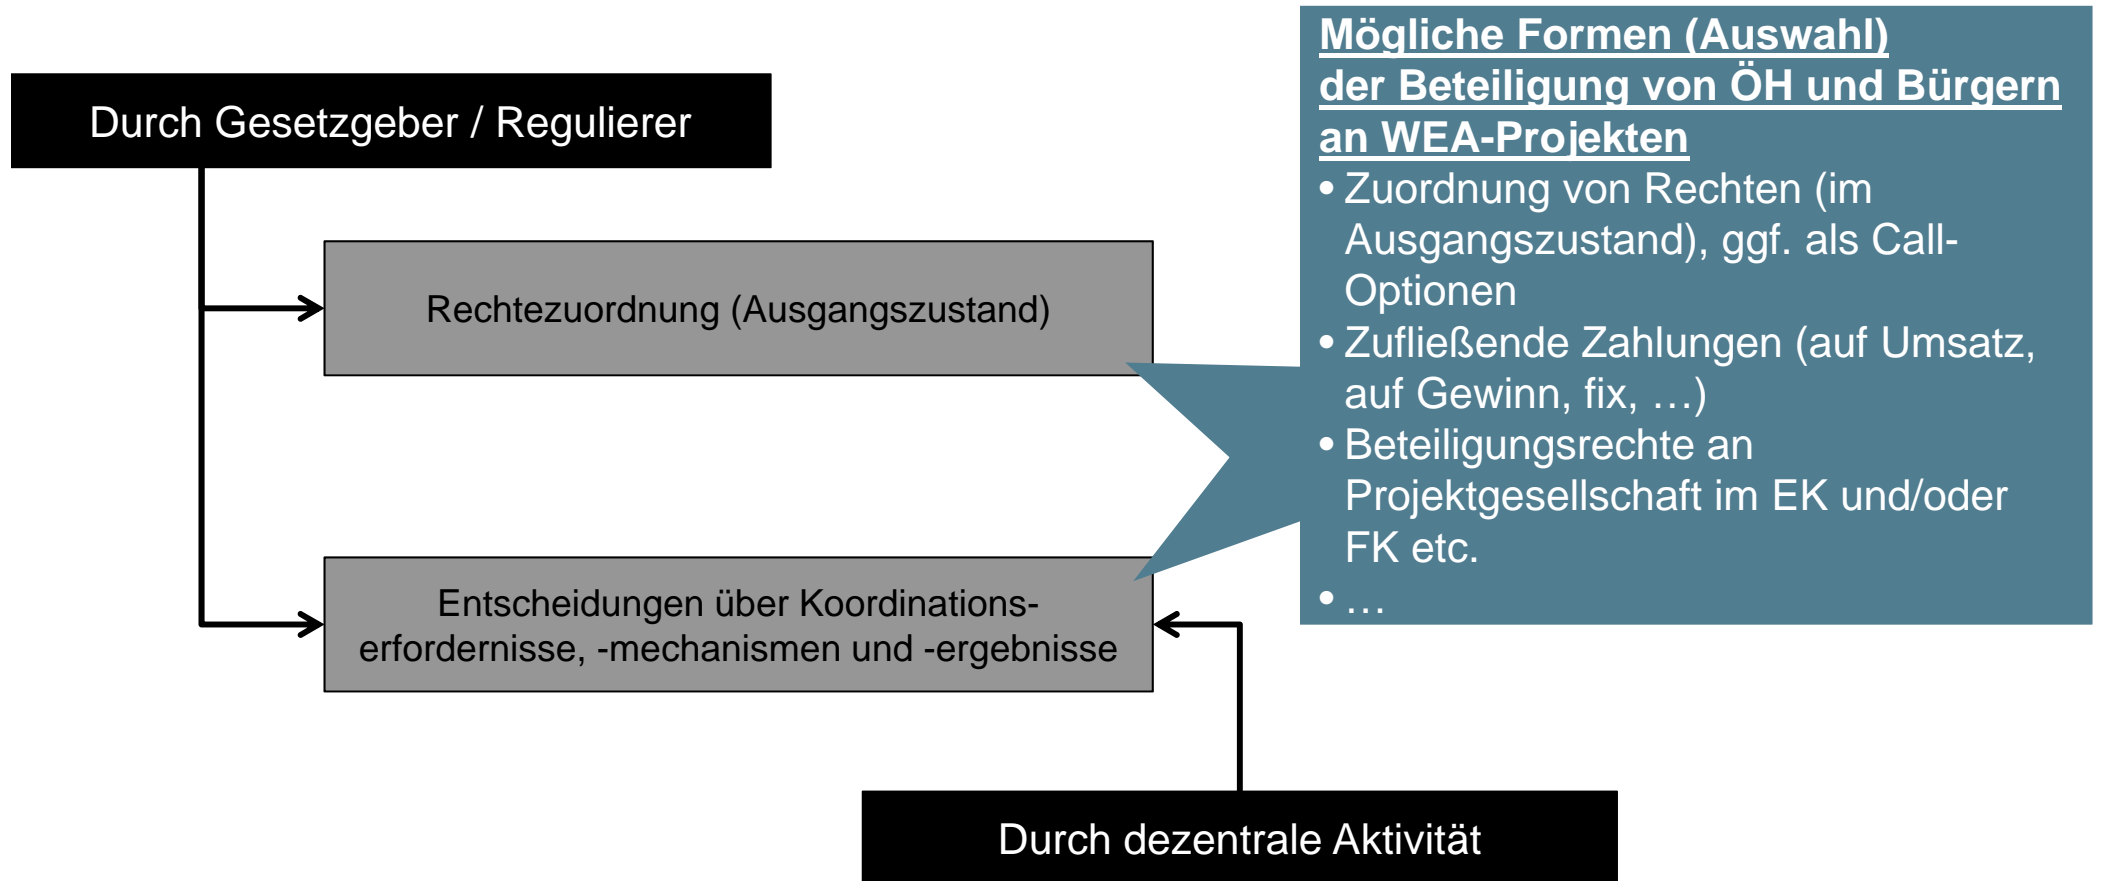 Durch Gesetzgeber / Regulierer
Rechtezuordnung (Ausgangszustand)
Entscheidungen über Koordinations-
erfordernisse, -mechanismen und -ergebnisse
Durch dezentrale Aktivität
Mögliche Formen (Auswahl)
der Beteiligung von ÖH und Bürgern
an WEA-Projekten
• Zuordnung von Rechten (im
Ausgangszustand), ggf. als Call-
Optionen
• Zufließende Zahlungen (auf Umsatz,
auf Gewinn, fix, …)
• Beteiligungsrechte an
Projektgesellschaft im EK und/oder
FK etc.
• …